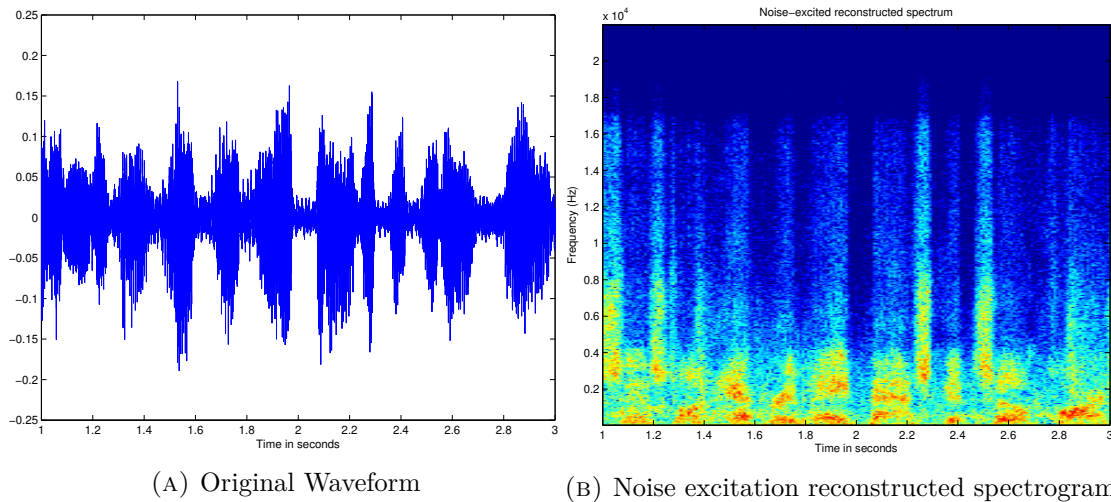 0.25
0.2
0.15
0.1
0.05
0
−0.05
−0.1
−0.15
−0.2
−0.25
1 1.2 1.4 1.6 1.8 2 2.2 2.4 2.6 2.8 3
Time in seconds
(A) Original Waveform
Noise−excited reconstructed spectrum
x 10⁴
Frequency (Hz)
2
1.8
1.6
1.4
1.2
1
0.8
0.6
0.4
0.2
1 1.2 1.4 1.6 1.8 2 2.2 2.4 2.6 2.8 3
Time in seconds
(B) Noise excitation reconstructed spectrogram